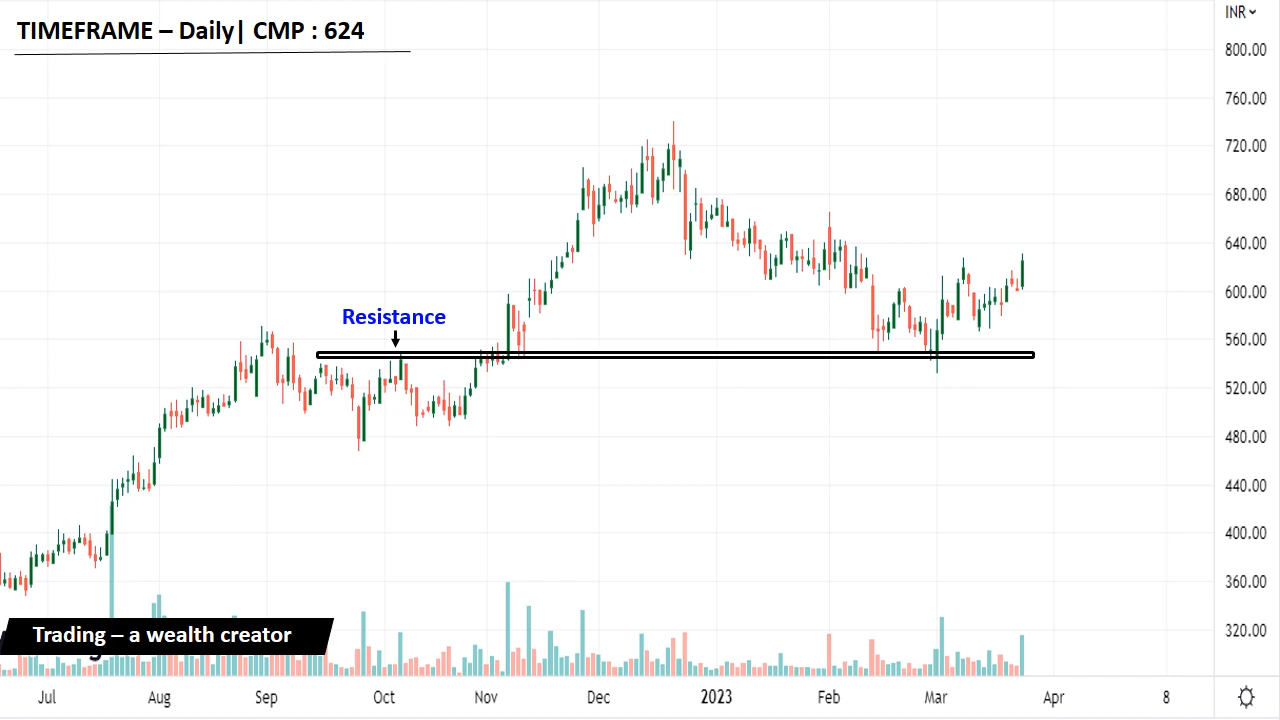 TIMEFRAME – Daily| CMP : 624
INR
800.00
760.00
720.00
680.00
640.00
600.00
560.00
520.00
480.00
440.00
400.00
360.00
320.00
Resistance
Trading – a wealth creator
Jul Aug Sep Oct Nov Dec 2023 Feb Mar Apr 8